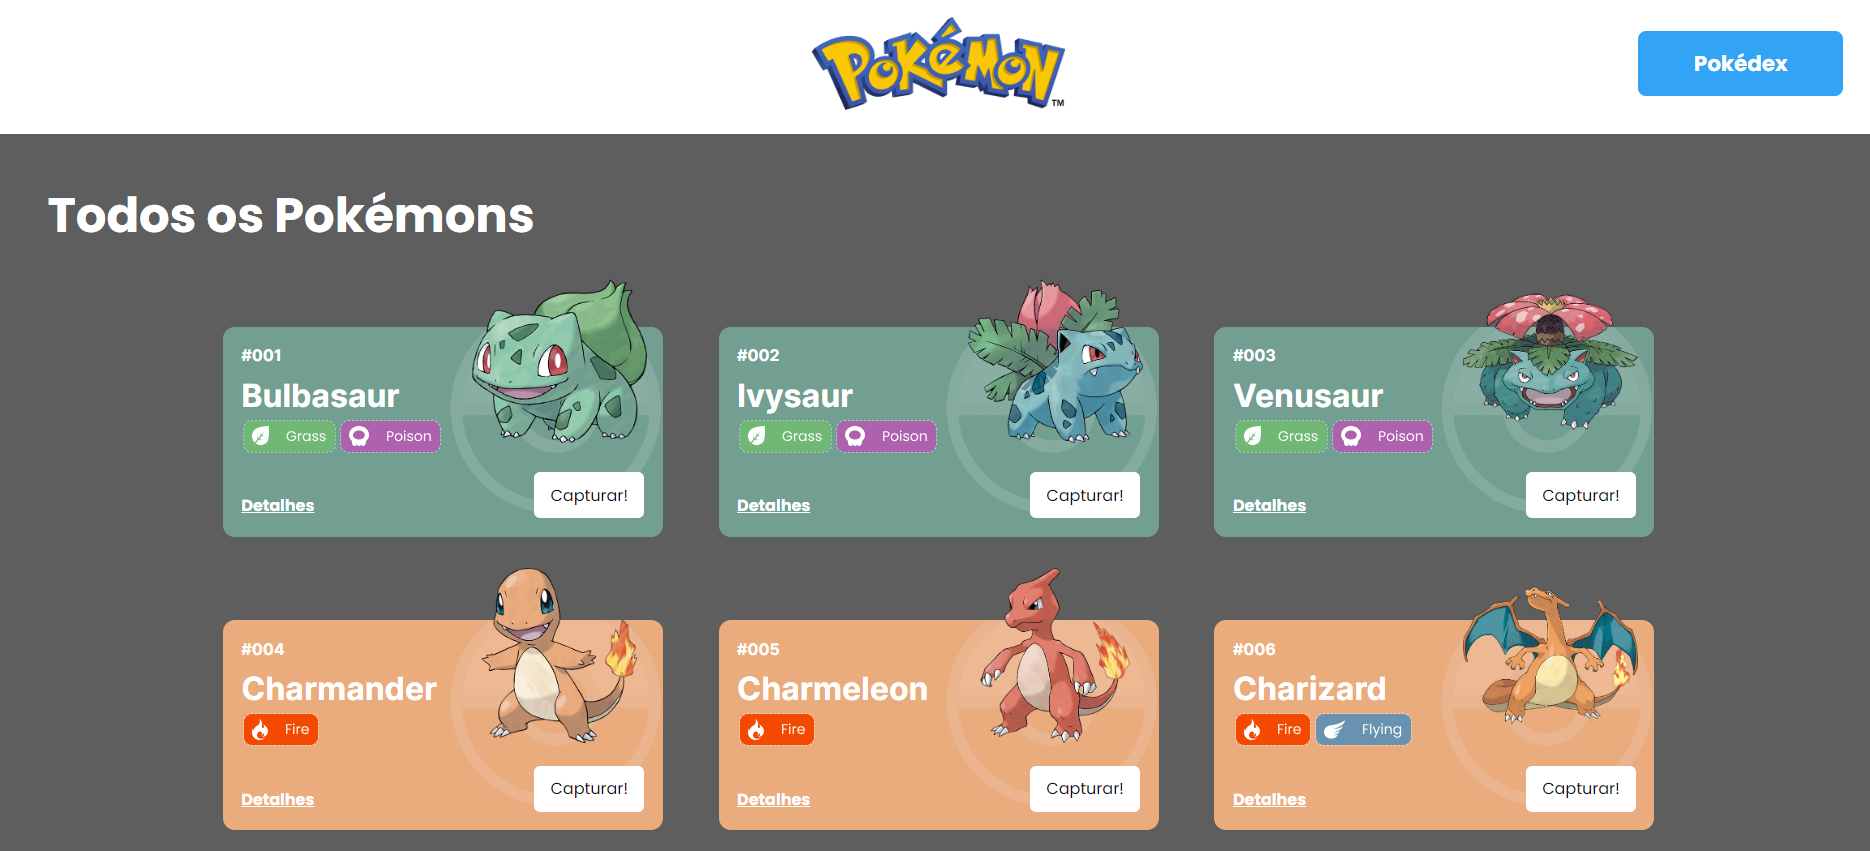 POKéMON TM
Pokédex
Todos os Pokémons
#001
Bulbasaur
Grass Poison
Detalhes Capturar!
#002
Ivysaur
Grass Poison
Detalhes Capturar!
#003
Venusaur
Grass Poison
Detalhes Capturar!
#004
Charmander
Fire
Detalhes Capturar!
#005
Charmeleon
Fire
Detalhes Capturar!
#006
Charizard
Fire Flying
Detalhes Capturar!